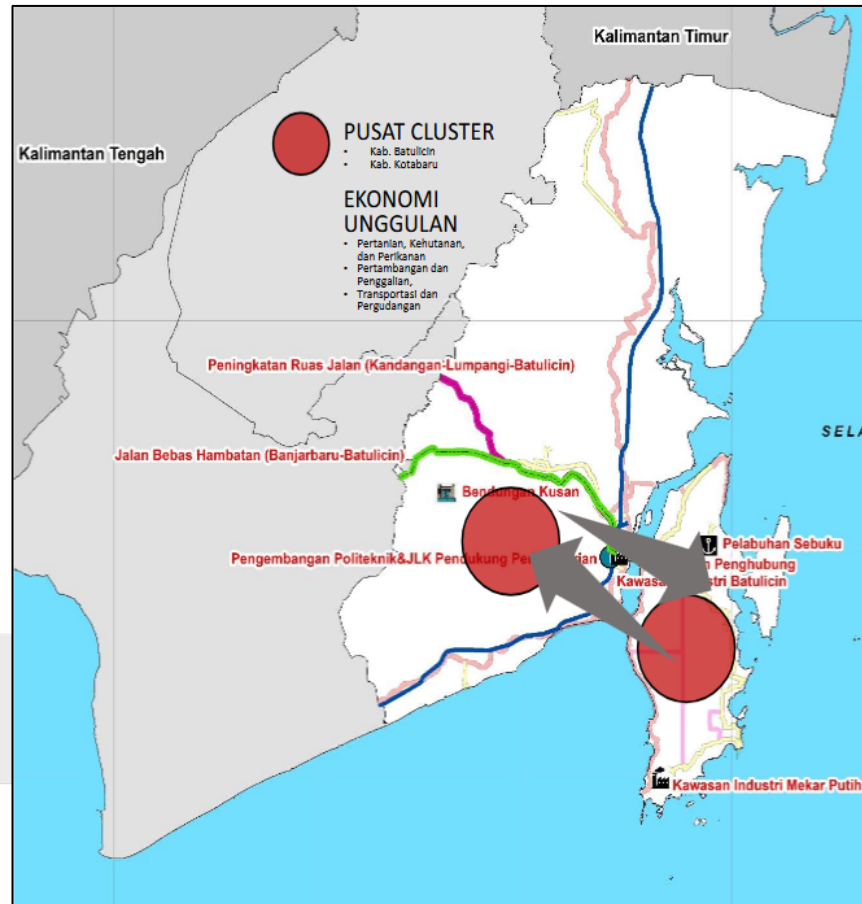 Kalimantan Timur
Kalimantan Tengah
PUSAT CLUSTER
• Kab. Batulicin
• Kab. Kotabaru
EKONOMI
UNGGULAN
• Pertanian, Kehutanan,
dan Perikanan
• Pertambangan dan
Penggalian,
• Transportasi dan
Pergudangan
Peningkatan Ruas Jalan (Kandangan-Lumpangi-Batulicin)
SELA
Jalan Bebas Hambatan (Banjarbaru-Batulicin)
Bendungan Kusan
Pelabuhan Sebuku
Pengembangan Politeknik&JLK Pendukung
Penghubung
Kawasan Batulicin
Kawasan Industri Mekar Putih